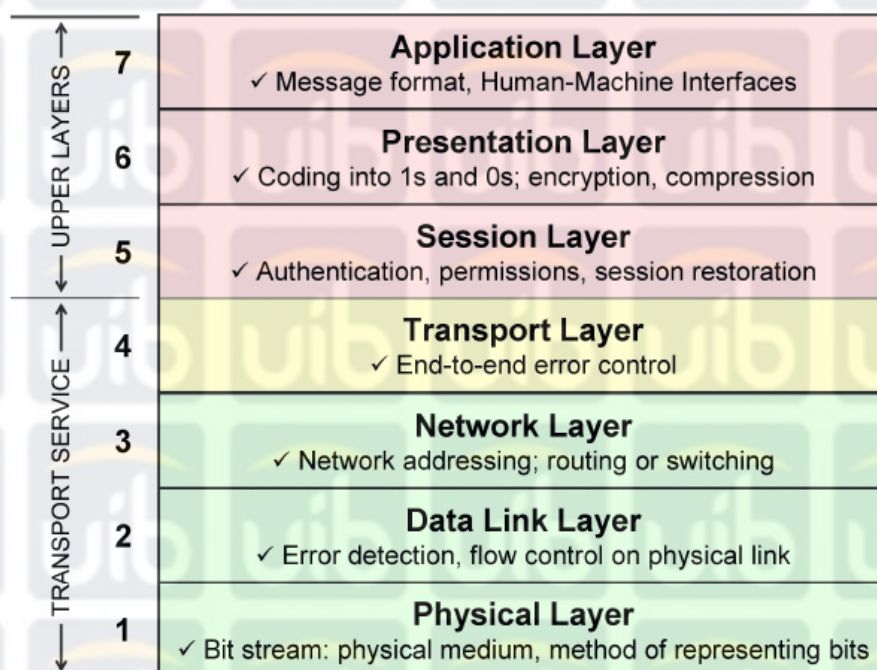 UPPER LAYERS
7
Application Layer
✓ Message format, Human-Machine Interfaces
6
Presentation Layer
✓ Coding into 1s and 0s; encryption, compression
5
Session Layer
✓ Authentication, permissions, session restoration
TRANSPORT SERVICE
4
Transport Layer
✓ End-to-end error control
3
Network Layer
✓ Network addressing; routing or switching
2
Data Link Layer
✓ Error detection, flow control on physical link
1
Physical Layer
✓ Bit stream: physical medium, method of representing bits
uib